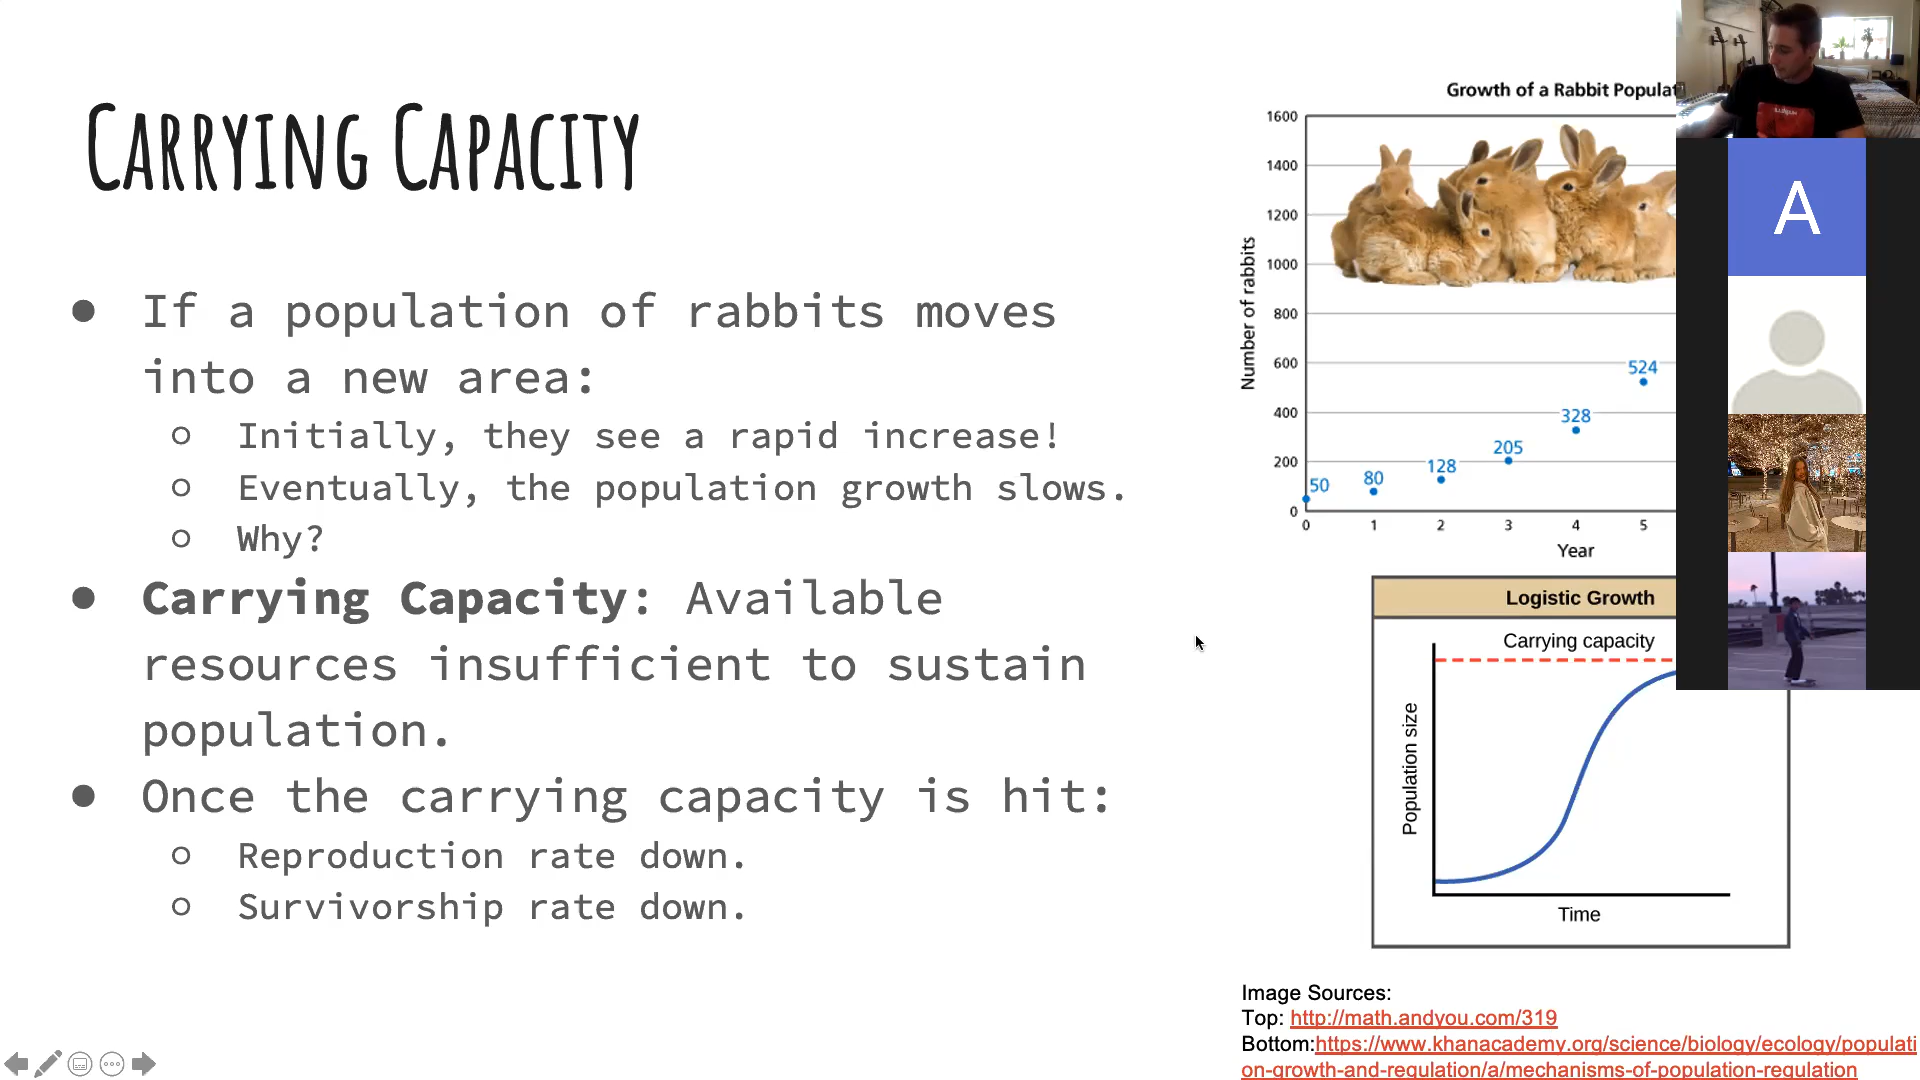 Carrying Capacity
● If a population of rabbits moves
into a new area:
○ Initially, they see a rapid increase!
○ Eventually, the population growth slows.
○ Why?
● Carrying Capacity: Available
resources insufficient to sustain
population.
● Once the carrying capacity is hit:
○ Reproduction rate down.
○ Survivorship rate down.
Growth of a Rabbit Populat
Number of rabbits
1600
1400
1200
1000
800
600
400
200
0
50
80
128
205
328
524
0 1 2 3 4 5
Year
Logistic Growth
Carrying capacity
Population size
Time
Image Sources:
Top: http://math.andyou.com/319
Bottom:https://www.khanacademy.org/science/biology/ecology/populati
on-growth-and-regulation/a/mechanisms-of-population-regulation
A